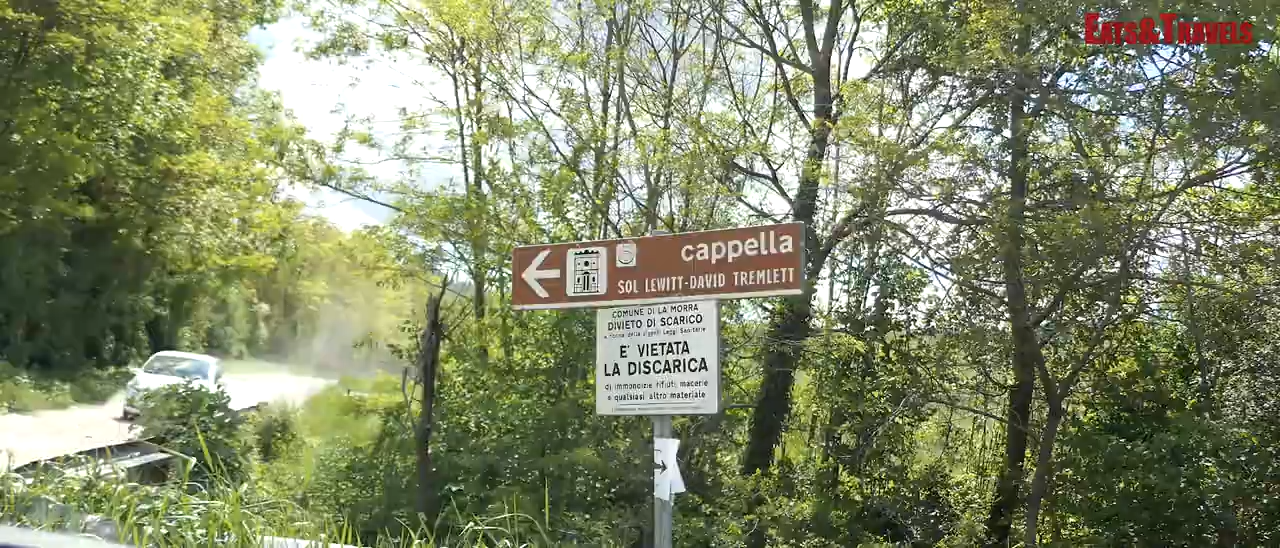 EATS&TRAVELS
5 cappella
SOL LEWITT-DAVID TREMLETT
COMUNE DI LA MORRA
DIVIETO DI SCARICO
E' VIETATA
LA DISCARICA
di immondizie rifiuti, macerie
e qualsiasi altro materiale